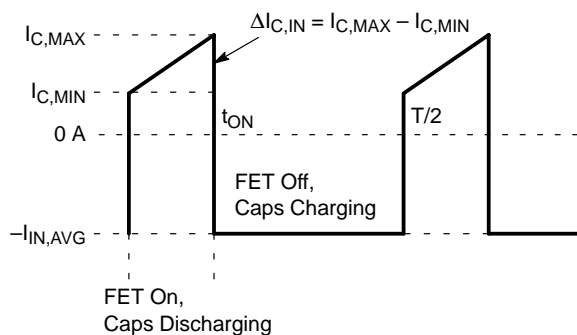 I_C,MAX
ΔI_C,IN = I_C,MAX – I_C,MIN
I_C,MIN
t_ON
T/2
0 A
FET Off,
Caps Charging
–I_IN,AVG
FET On,
Caps Discharging